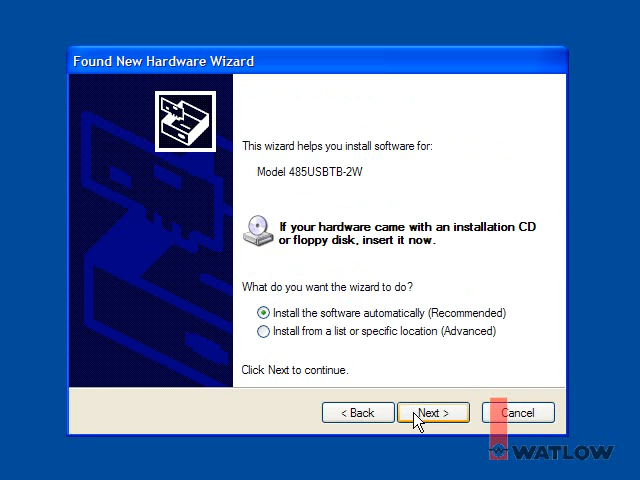 Found New Hardware Wizard
This wizard helps you install software for:
Model 485USBTB-2W
If your hardware came with an installation CD
or floppy disk, insert it now.
What do you want the wizard to do?
Install the software automatically (Recommended)
Install from a list or specific location (Advanced)
Click Next to continue.
< Back
Next >
Cancel
WATLOW